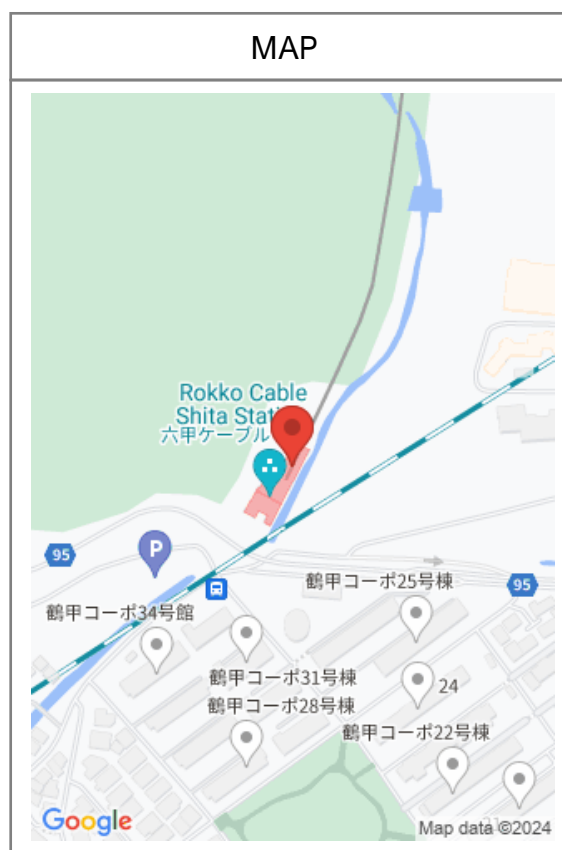 MAP
Rokko Cable
Shita Stati
六甲ケーブル
95
P
95
鶴甲コーポ25号棟
鶴甲コーポ34号館
鶴甲コーポ31号棟
24
鶴甲コーポ28号棟
鶴甲コーポ22号棟
Google
Map data ©2024